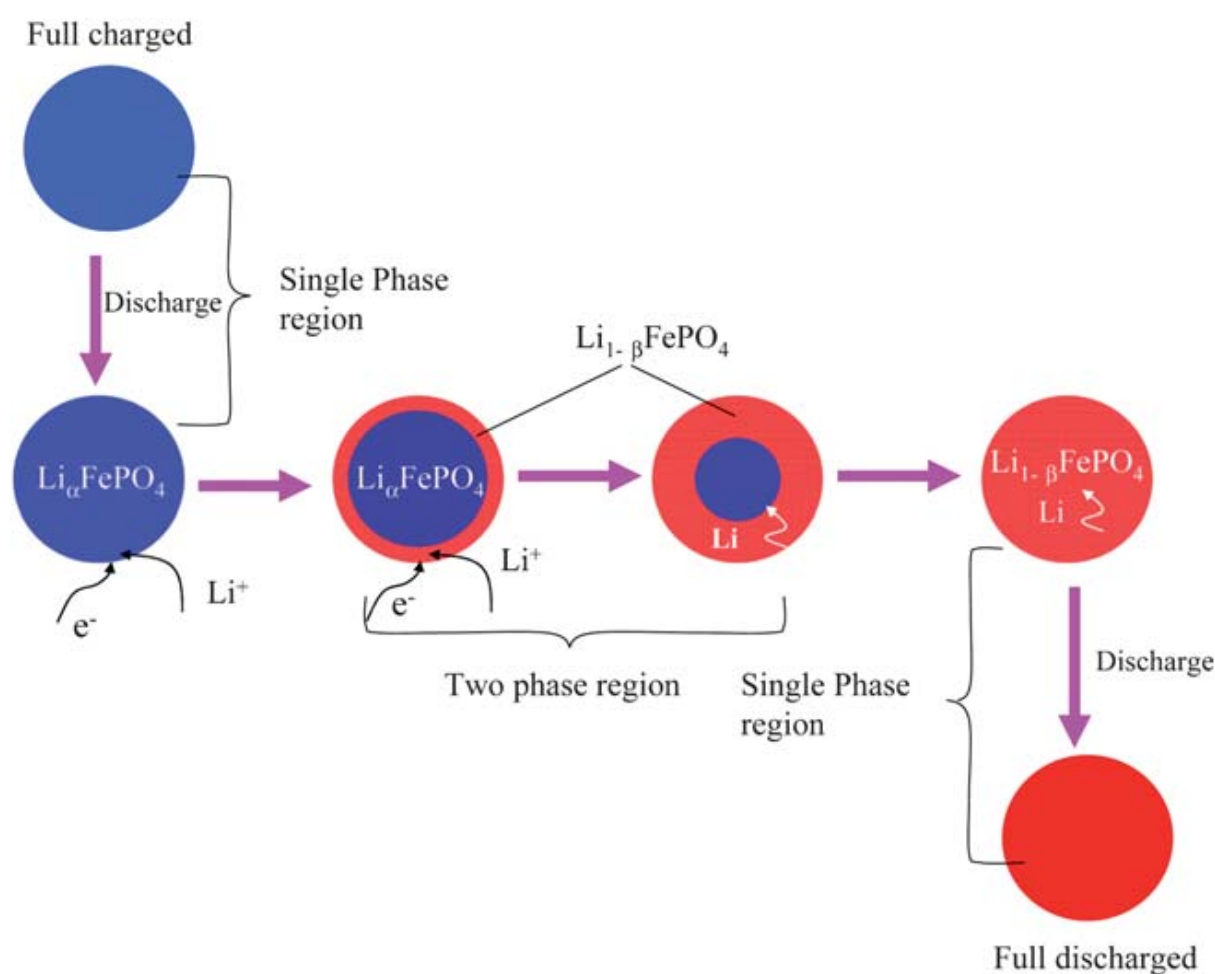 Full charged
Discharge
Single Phase
region
Li₁₋ᵦFePO₄
LiαFePO₄
LiαFePO₄
Li
Li₁₋ᵦFePO₄
Li
e⁻
Li⁺
e⁻
Li⁺
Two phase region
Single Phase
region
Discharge
Full discharged